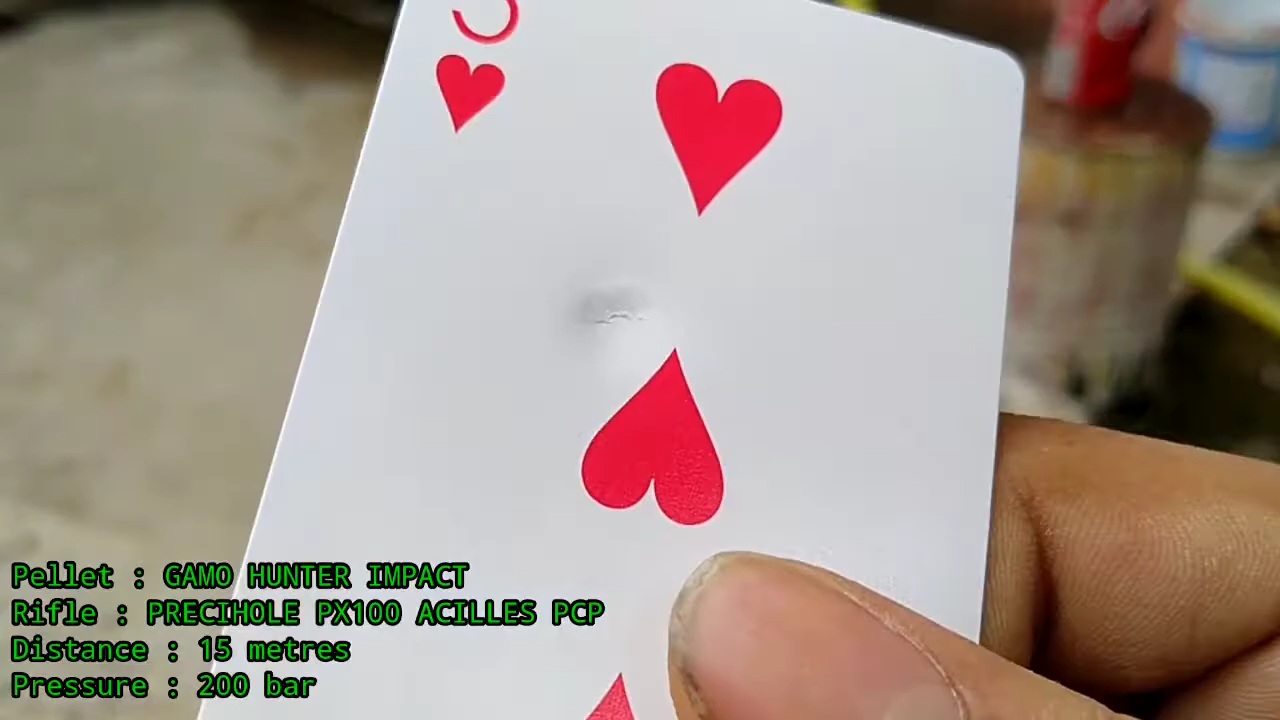 Pellet : GAMO HUNTER IMPACT
Rifle : PRECIHOLE PX100 ACILLES PCP
Distance : 15 metres
Pressure : 200 bar